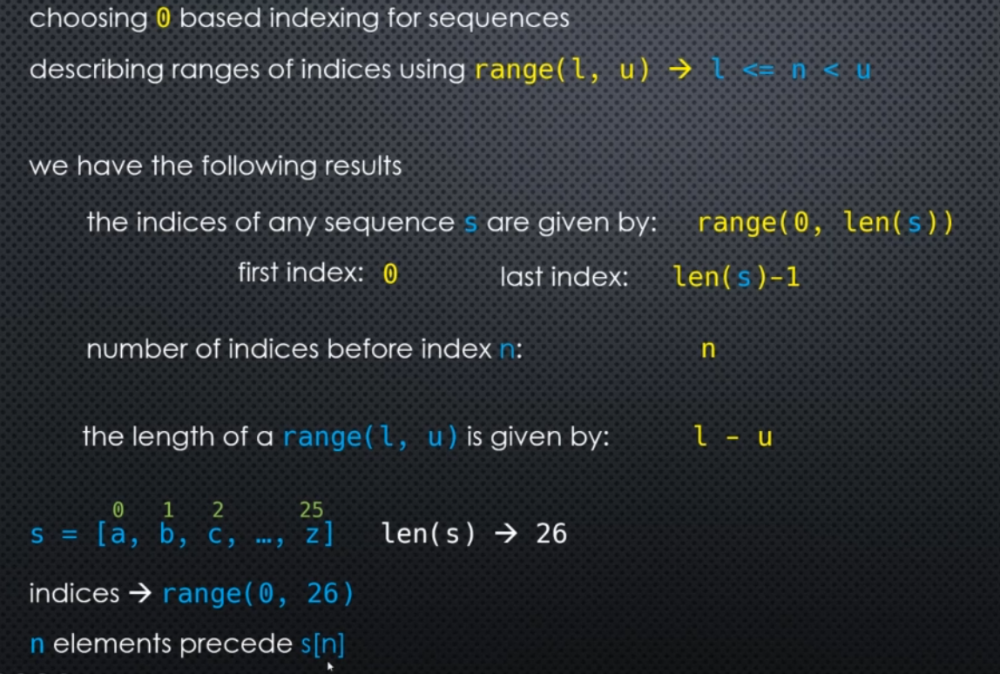 choosing 0 based indexing for sequences
describing ranges of indices using range(l, u) → l <= n < u
we have the following results
the indices of any sequence s are given by: range(0, len(s))
first index: 0 last index: len(s)-1
number of indices before index n: n
the length of a range(l, u) is given by: l - u
0 1 2 25
s = [a, b, c, …, z] len(s) → 26
indices → range(0, 26)
n elements precede s[n]